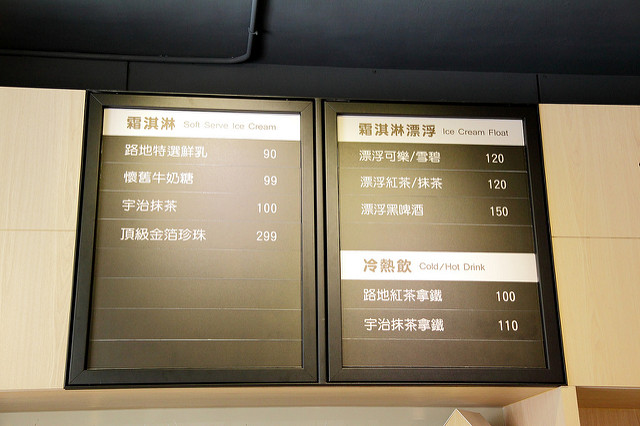 霜淇淋 Soft Serve Ice Cream
路地特選鮮乳 90
懷舊牛奶糖 99
宇治抹茶 100
頂級金箔珍珠 299
霜淇淋漂浮 Ice Cream Float
漂浮可樂/雪碧 120
漂浮紅茶/抹茶 120
漂浮黑啤酒 150
冷熱飲 Cold/Hot Drink
路地紅茶拿鐵 100
宇治抹茶拿鐵 110